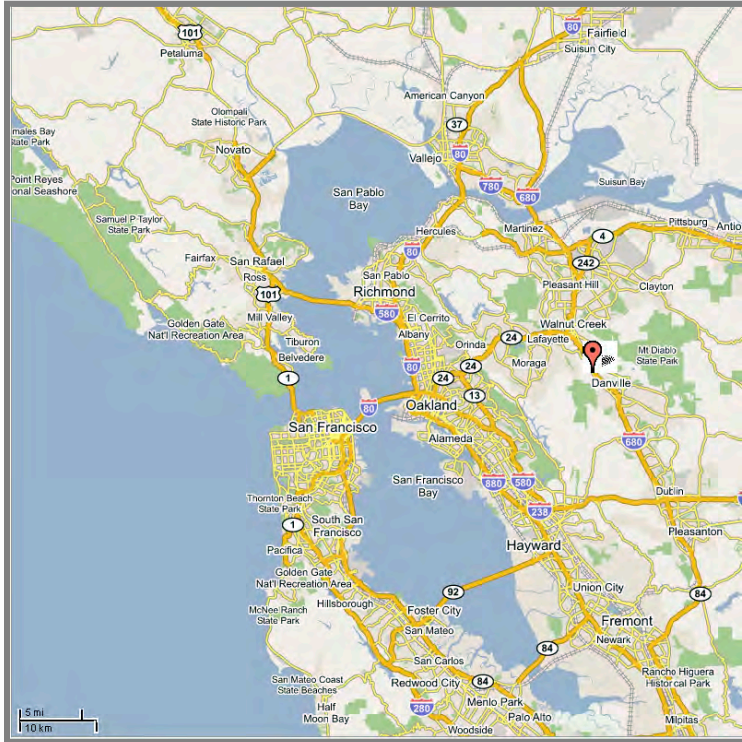 101
Petaluma
80
Fairfield
Suisun City
American Canyon
Olompali
State Historic Park
37
males Bay
State Park
Novato
Vallejo
80
Point Reyes
onal Seashore
San Pablo
Bay
780
680
Suisun Bay
Samuel P Taylor
State Park
Hercules
Martinez
Pittsburg
Antio
4
Fairfax
San Rafael
Ross
80
242
San Pablo
Richmond
Pleasant Hill
Clayton
101
580
Mill Valley
El Cerrito
Golden Gate
Nat'l Recreation Area
Tiburon
Belvedere
Albany
Walnut Creek
24
Lafayette
Orinda
Moraga
Mt Diablo
State Park
80
24
24
1
Danville
13
80
Oakland
San Francisco
Alameda
680
San Francisco
Bay
880
580
Thornton Beach
State Park
Dublin
238
1
South San
Francisco
Pleasanton
Pacifica
Hayward
Golden Gate
Nat'l Recreation Area
92
Union City
84
Hillsborough
McNee Ranch
State Park
Foster City
Fremont
San Mateo
Newark
84
San Carlos
Rancho Higuera
Historical Park
San Mateo Coast
State Beaches
Redwood City
84
Menlo Park
Half
Moon Bay
280
Palo Alto
Milpitas
Woodside
5 mi
10 km